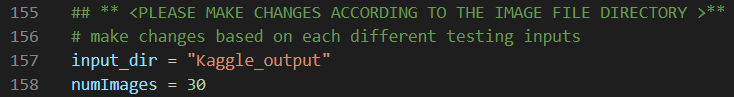 155 ## ** <PLEASE MAKE CHANGES ACCORDING TO THE IMAGE FILE DIRECTORY >**
156 # make changes based on each different testing inputs
157 input_dir = "Kaggle_output"
158 numImages = 30